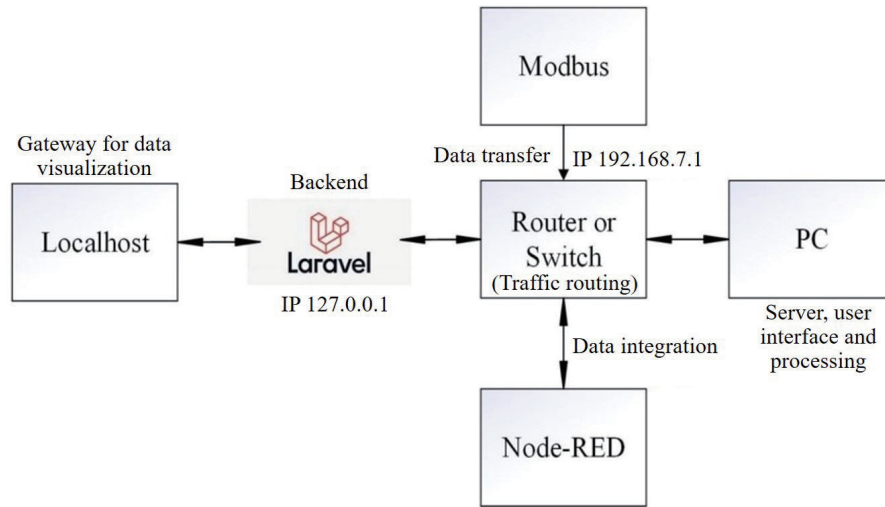 Modbus
Data transfer
IP 192.168.7.1
Gateway for data
visualization
Localhost
Backend
Laravel
IP 127.0.0.1
Router or
Switch
(Traffic routing)
PC
Server, user
interface and
processing
Data integration
Node-RED